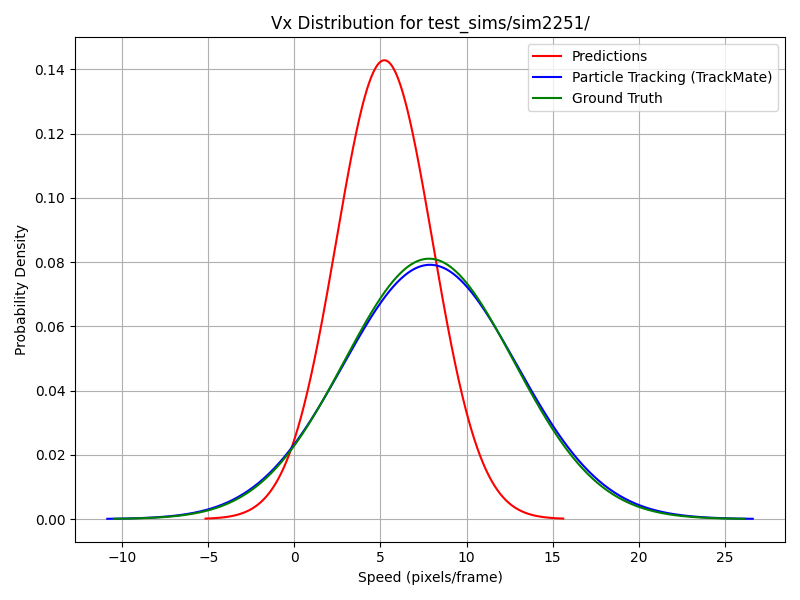 Vx Distribution for test_sims/sim2251/
Predictions
Particle Tracking (TrackMate)
Ground Truth
Probability Density
0.14
0.12
0.10
0.08
0.06
0.04
0.02
0.00
−10 −5 0 5 10 15 20 25
Speed (pixels/frame)